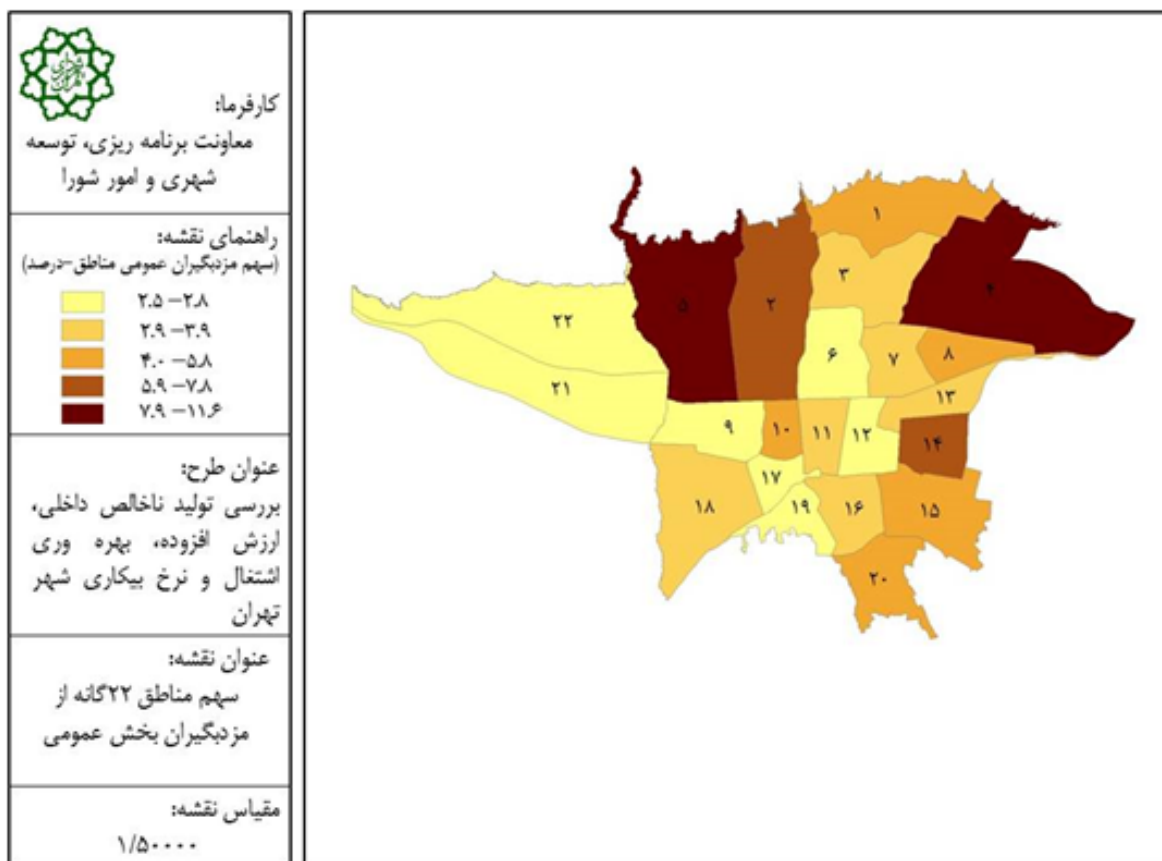 کارفرما:
معاونت برنامه ریزی، توسعه
شهری و امور شورا
راهنمای نقشه:
(سهم مزدبگیران عمومی مناطق-درصد)
۲.۵ – ۲.۸
۲.۹ – ۳.۹
۴.۰ – ۵.۸
۵.۹ – ۷.۸
۷.۹ – ۱۱.۶
عنوان طرح:
بررسی تولید ناخالص داخلی،
ارزش افزوده، بهره وری
اشتغال و نرخ بیکاری شهر
تهران
عنوان نقشه:
سهم مناطق ۲۲گانه از
مزدبگیران بخش عمومی
مقیاس نقشه:
۱/۵۰۰۰۰
۱
۳
۴
۵
۲
۲۲
۶
۷
۸
۲۱
۱۳
۹
۱۰
۱۱
۱۲
۱۴
۱۷
۱۸
۱۹
۱۶
۱۵
۲۰